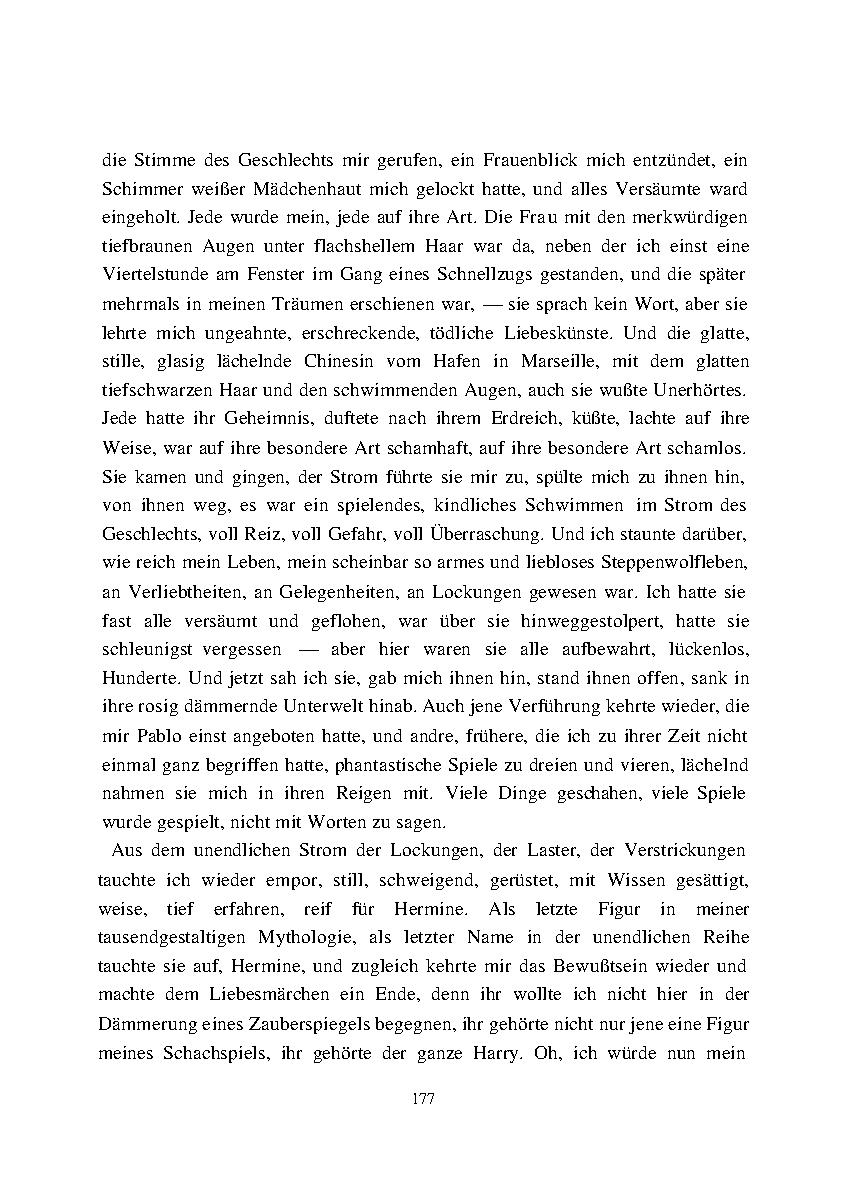 die Stimme des Geschlechts mir gerufen, ein Frauenblick mich entzündet, ein
Schimmer weißer Mädchenhaut mich gelockt hatte, und alles Versäumte ward
eingeholt. Jede wurde mein, jede auf ihre Art. Die Frau mit den merkwürdigen
tiefbraunen Augen unter flachshellem Haar war da, neben der ich einst eine
Viertelstunde am Fenster im Gang eines Schnellzugs gestanden, und die später
mehrmals in meinen Träumen erschienen war, — sie sprach kein Wort, aber sie
lehrte mich ungeahnte, erschreckende, tödliche Liebeskünste. Und die glatte,
stille, glasig lächelnde Chinesin vom Hafen in Marseille, mit dem glatten
tiefschwarzen Haar und den schwimmenden Augen, auch sie wußte Unerhörtes.
Jede hatte ihr Geheimnis, duftete nach ihrem Erdreich, küßte, lachte auf ihre
Weise, war auf ihre besondere Art schamhaft, auf ihre besondere Art schamlos.
Sie kamen und gingen, der Strom führte sie mir zu, spülte mich zu ihnen hin,
von ihnen weg, es war ein spielendes, kindliches Schwimmen im Strom des
Geschlechts, voll Reiz, voll Gefahr, voll Überraschung. Und ich staunte darüber,
wie reich mein Leben, mein scheinbar so armes und liebloses Steppenwolfleben,
an Verliebtheiten, an Gelegenheiten, an Lockungen gewesen war. Ich hatte sie
fast alle versäumt und geflohen, war über sie hinweggestolpert, hatte sie
schleunigst vergessen — aber hier waren sie alle aufbewahrt, lückenlos,
Hunderte. Und jetzt sah ich sie, gab mich ihnen hin, stand ihnen offen, sank in
ihre rosig dämmernde Unterwelt hinab. Auch jene Verführung kehrte wieder, die
mir Pablo einst angeboten hatte, und andre, frühere, die ich zu ihrer Zeit nicht
einmal ganz begriffen hatte, phantastische Spiele zu dreien und vieren, lächelnd
nahmen sie mich in ihren Reigen mit. Viele Dinge geschahen, viele Spiele
wurde gespielt, nicht mit Worten zu sagen.
Aus dem unendlichen Strom der Lockungen, der Laster, der Verstrickungen
tauchte ich wieder empor, still, schweigend, gerüstet, mit Wissen gesättigt,
weise, tief erfahren, reif für Hermine. Als letzte Figur in meiner
tausendgestaltigen Mythologie, als letzter Name in der unendlichen Reihe
tauchte sie auf, Hermine, und zugleich kehrte mir das Bewußtsein wieder und
machte dem Liebesmärchen ein Ende, denn ihr wollte ich nicht hier in der
Dämmerung eines Zauberspiegels begegnen, ihr gehörte nicht nur jene eine Figur
meines Schachspiels, ihr gehörte der ganze Harry. Oh, ich würde nun mein
177